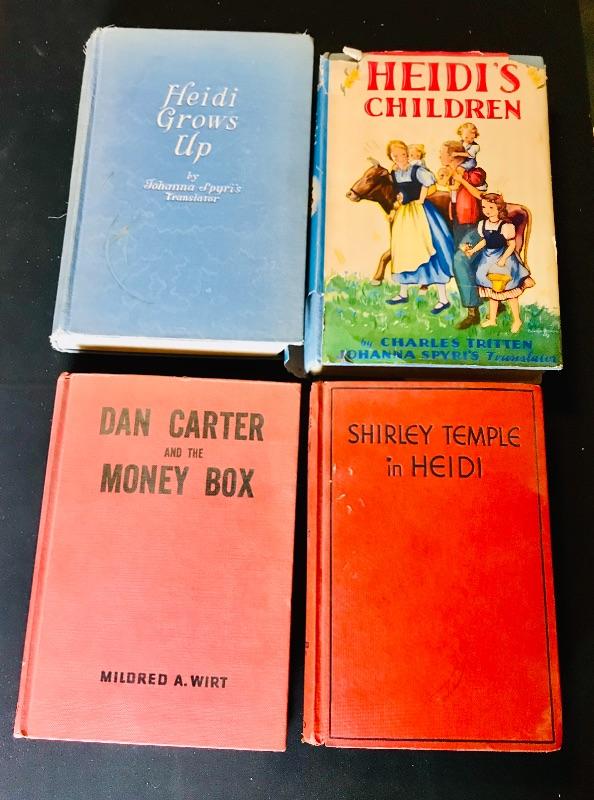 Heidi
Grows
Up
by
Johanna Spyri's
Translator
HEIDI'S
CHILDREN
by CHARLES TRITTEN
JOHANNA SPYRI'S Translator
DAN CARTER
AND THE
MONEY BOX
MILDRED A. WIRT
SHIRLEY TEMPLE
in HEIDI